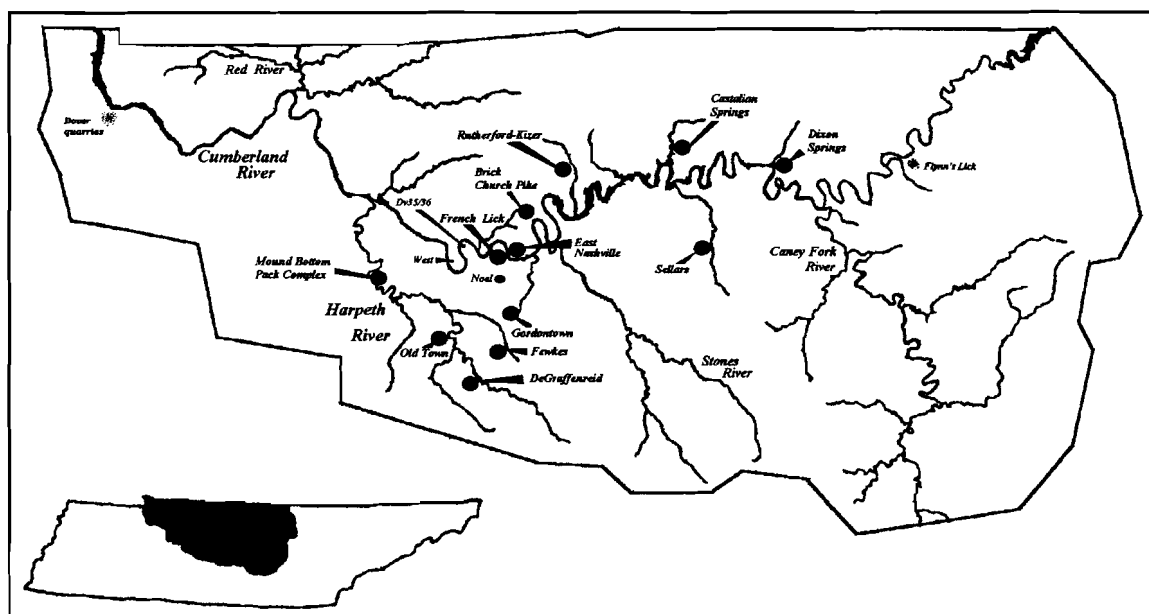 Red River
Dover
quarries
Cumberland
River
Castalian
Springs
Rutherford-Kizer
Dixon
Springs
Flynn's Lick
Brick
Church Pike
Dv35/36
French Lick
East
Nashville
West
Noel
Sellars
Caney Fork
River
Mound Bottom
Pack Complex
Harpeth
River
Gordontown
Old Town
Fewkes
Stones
River
DeGraffenreid